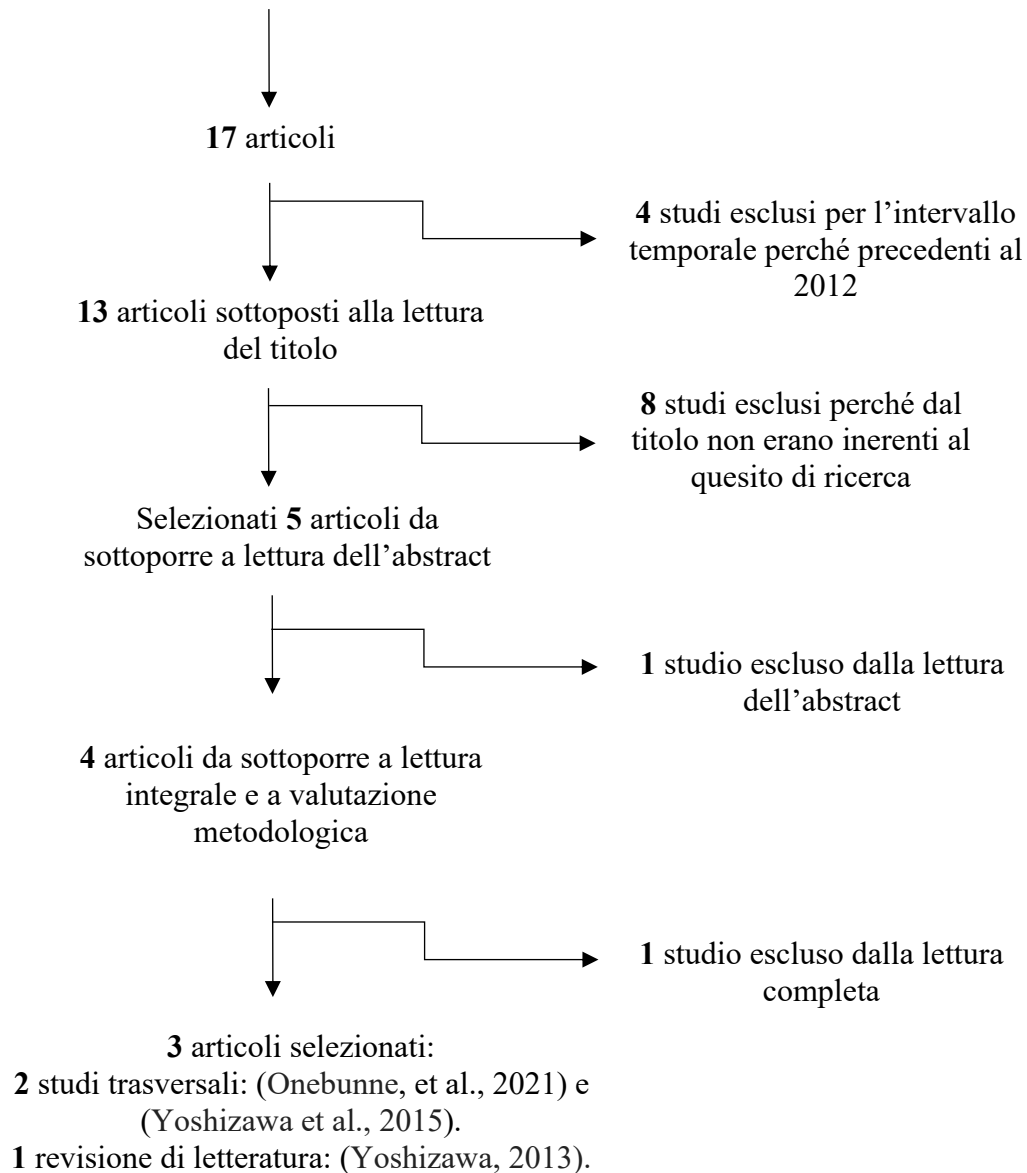 17 articoli
4 studi esclusi per l’intervallo
temporale perché precedenti al
2012
13 articoli sottoposti alla lettura
del titolo
8 studi esclusi perché dal
titolo non erano inerenti al
quesito di ricerca
Selezionati 5 articoli da
sottoporre a lettura dell’abstract
1 studio escluso dalla lettura
dell’abstract
4 articoli da sottoporre a lettura
integrale e a valutazione
metodologica
1 studio escluso dalla lettura
completa
3 articoli selezionati:
2 studi trasversali: (Onebunne, et al., 2021) e
(Yoshizawa et al., 2015).
1 revisione di letteratura: (Yoshizawa, 2013).